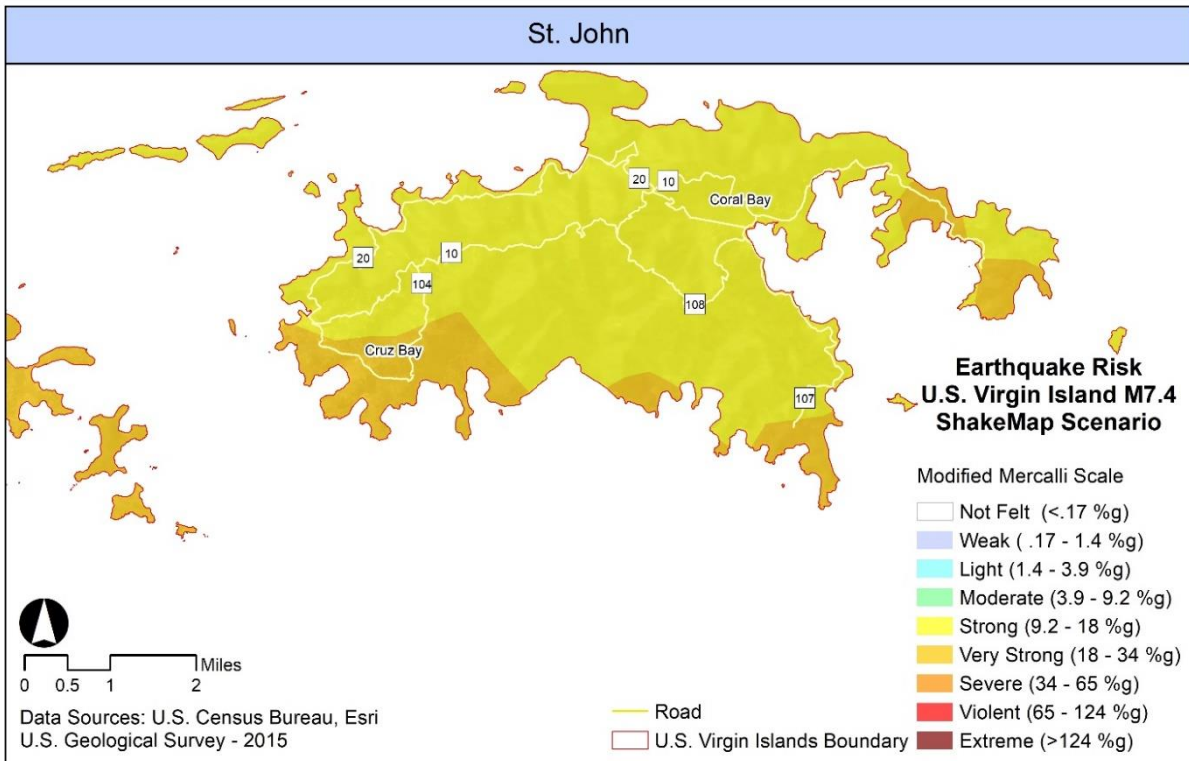 St. John
20
10
Coral Bay
20
10
104
108
Cruz Bay
107
Earthquake Risk
U.S. Virgin Island M7.4
ShakeMap Scenario
Modified Mercalli Scale
Not Felt (<.17 %g)
Weak ( .17 - 1.4 %g)
Light (1.4 - 3.9 %g)
Moderate (3.9 - 9.2 %g)
Strong (9.2 - 18 %g)
Very Strong (18 - 34 %g)
Severe (34 - 65 %g)
Violent (65 - 124 %g)
Extreme (>124 %g)
Miles
0 0.5 1 2
Data Sources: U.S. Census Bureau, Esri
U.S. Geological Survey - 2015
Road
U.S. Virgin Islands Boundary